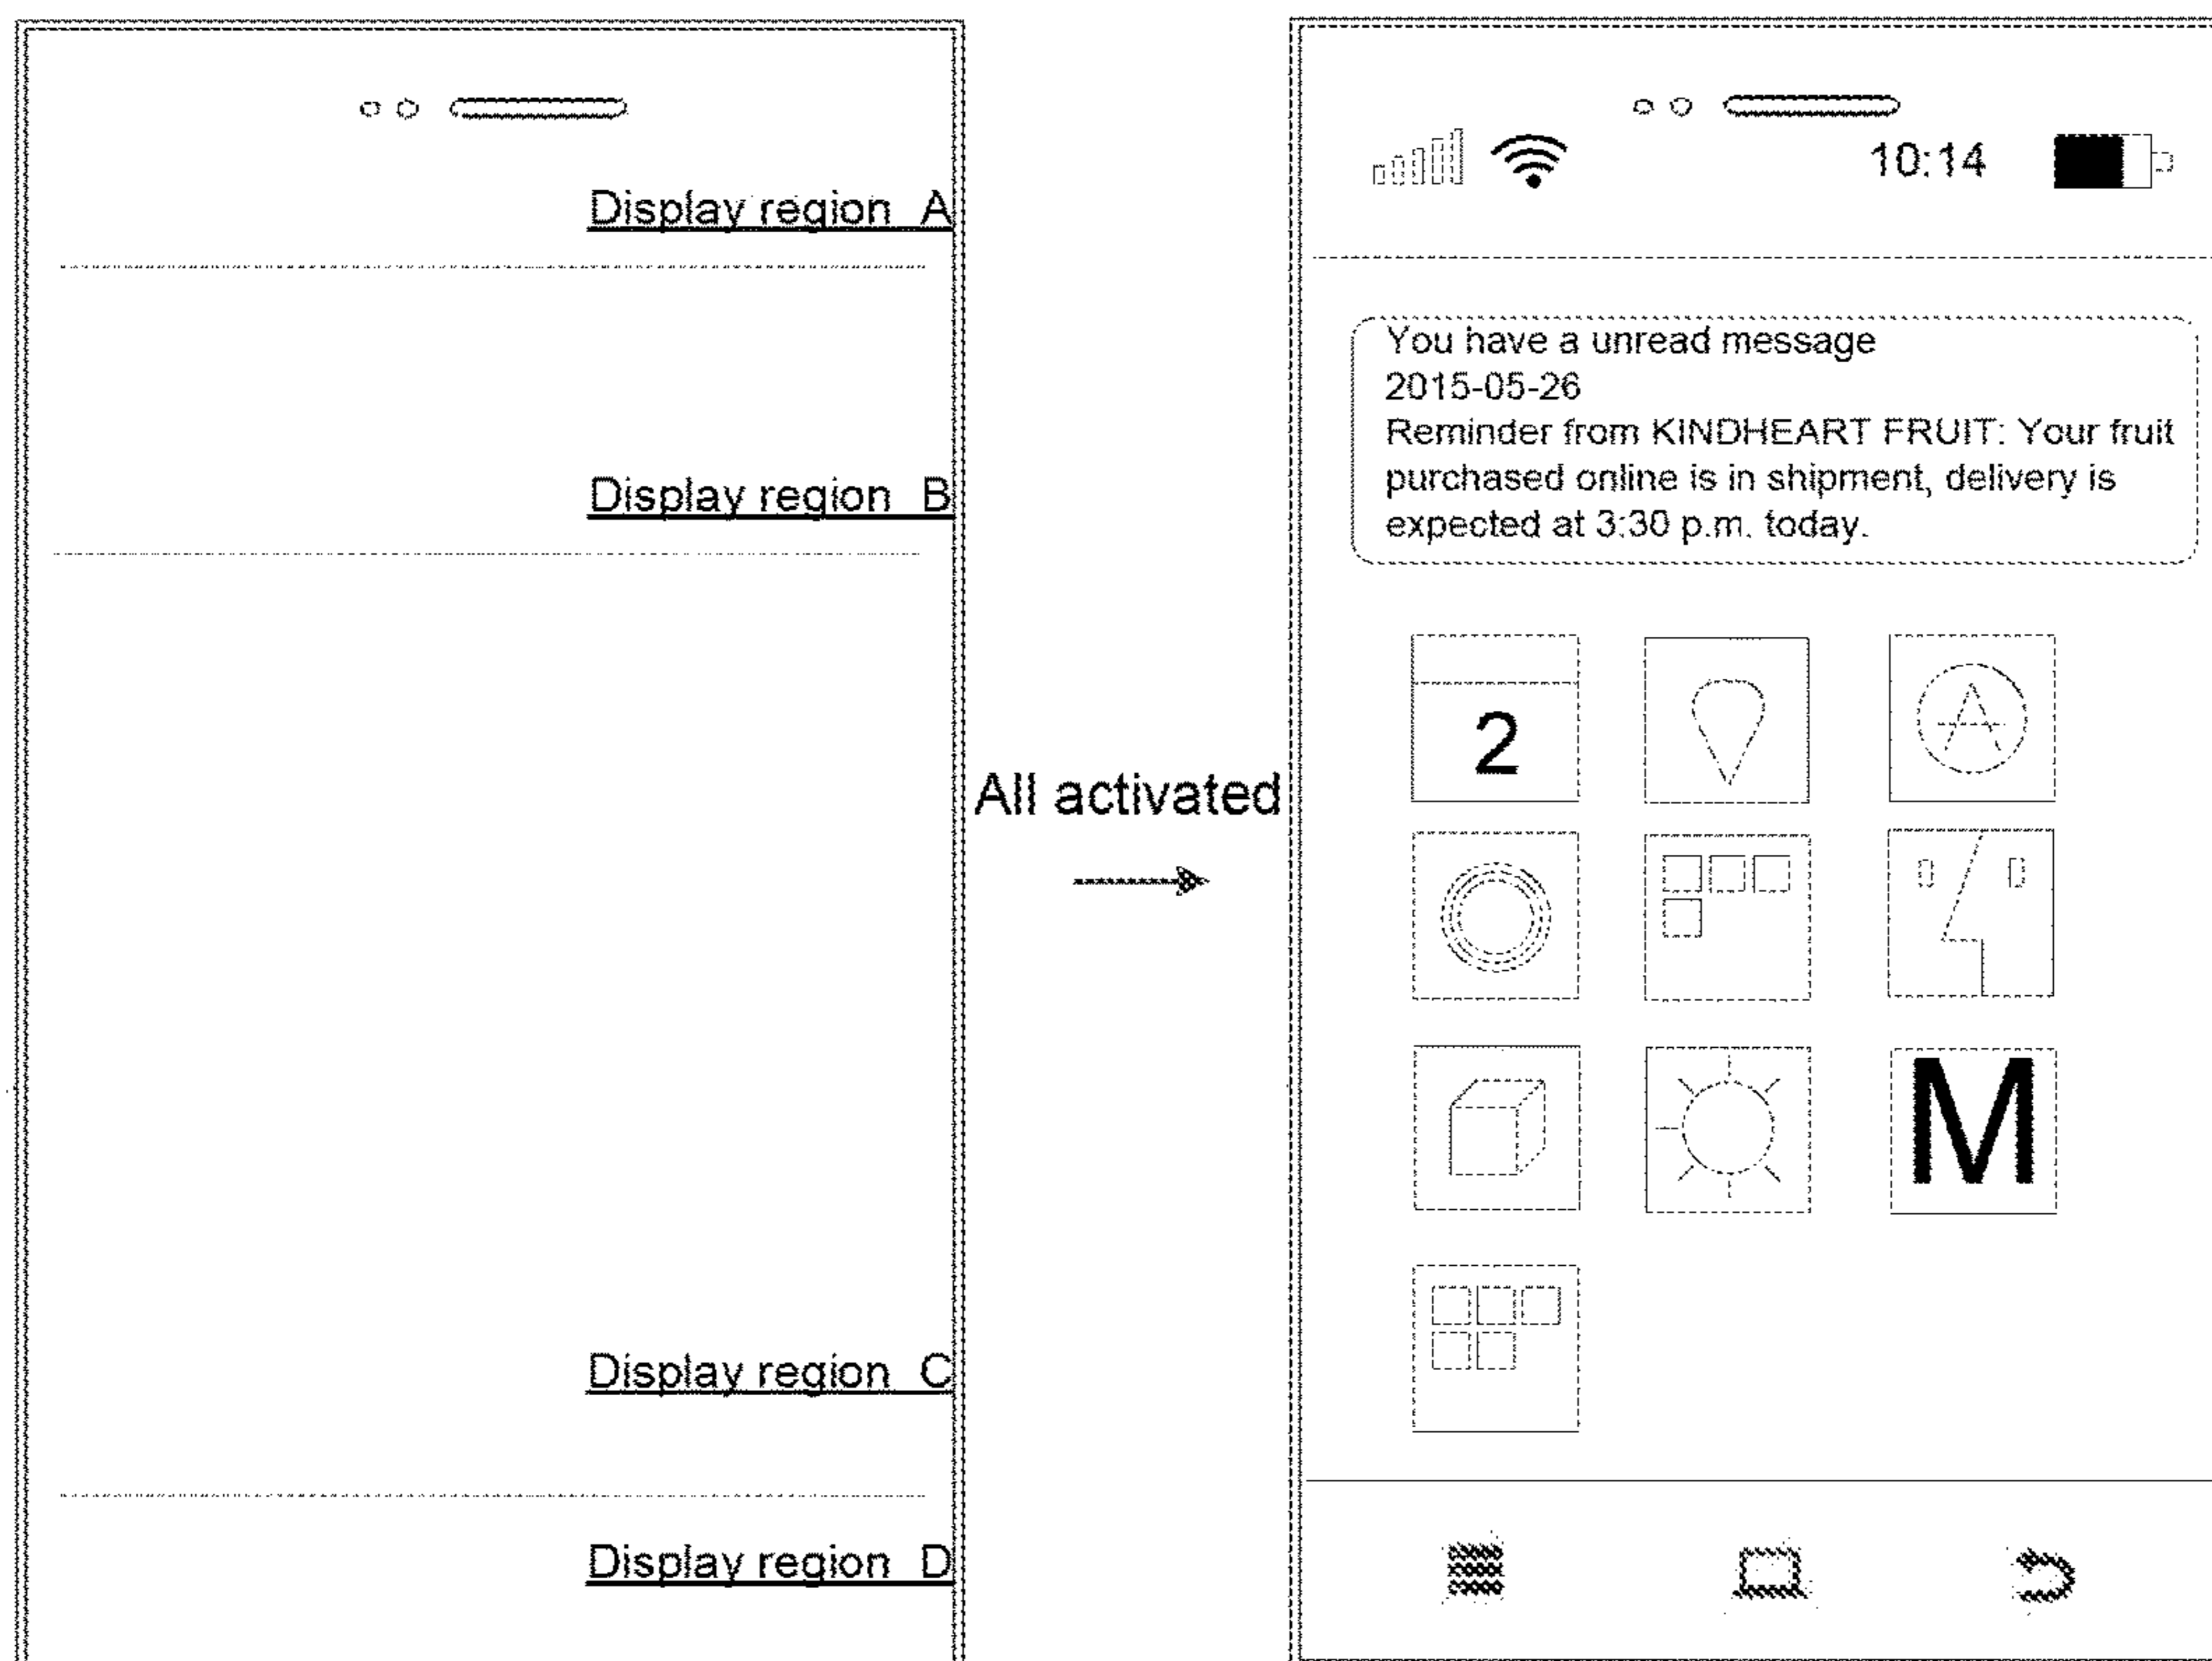 Display region A
Display region B
Display region C
Display region D
All activated
10:14
You have a unread message
2015-05-26
Reminder from KINDHEART FRUIT: Your fruit
purchased online is in shipment, delivery is
expected at 3:30 p.m. today.
2
A
M